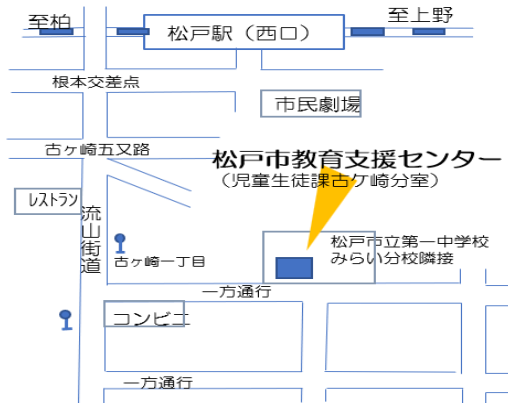 至柏
松戸駅（西口）
至上野
根本交差点
市民劇場
古ヶ崎五叉路
松戸市教育支援センター
（児童生徒課古ケ崎分室）
レストラン
流山街道
古ヶ崎一丁目
松戸市立第一中学校
みらい分校隣接
一方通行
コンビニ
一方通行